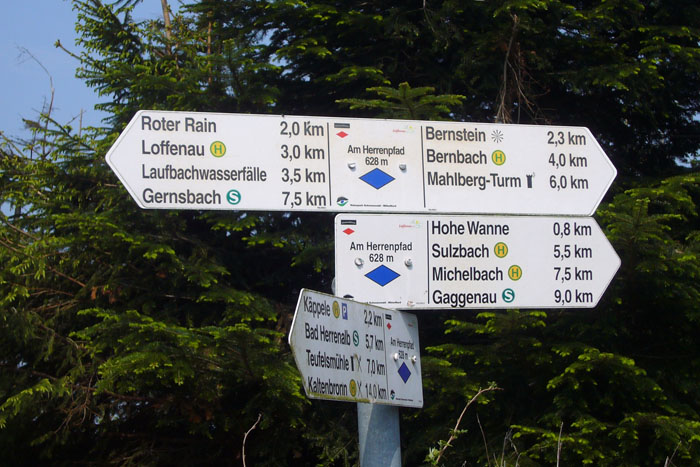 Roter Rain 2,0 km
Loffenau H 3,0 km
Laufbachwasserfälle 3,5 km
Gernsbach S 7,5 km
Am Herrenpfad
628 m
Bernstein 2,3 km
Bernbach H 4,0 km
Mahlberg-Turm 6,0 km
Am Herrenpfad
628 m
Hohe Wanne 0,8 km
Sulzbach H 5,5 km
Michelbach H 7,5 km
Gaggenau S 9,0 km
Käppele H P 2,2 km
Bad Herrenalb S 5,7 km
Teufelsmühle 7,0 km
Kaltenbronn H 14,0 km
Am Herrenpfad
628 m